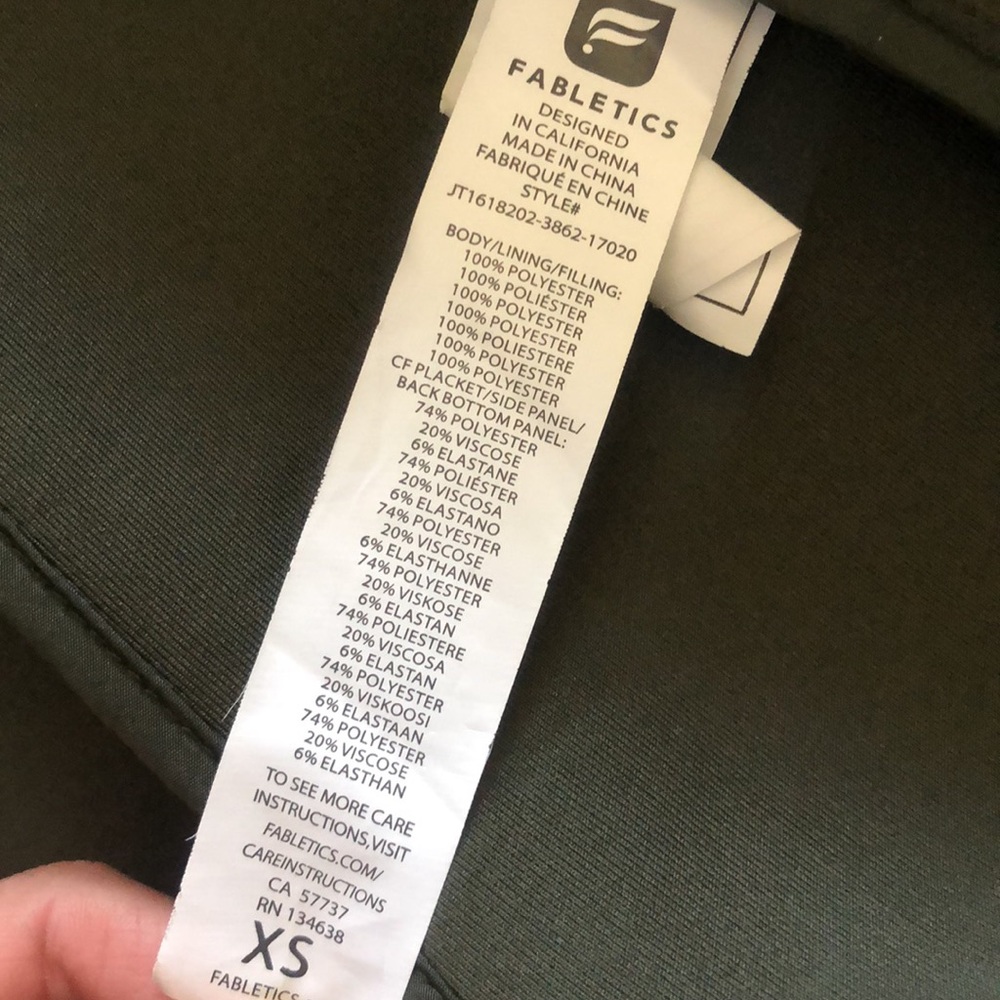 FABLETICS
DESIGNED
IN CALIFORNIA
MADE IN CHINA
FABRIQUÉ EN CHINE
STYLE#
JT1618202-3862-17020
BODY/LINING/FILLING:
100% POLYESTER
100% POLIÉSTER
100% POLYESTER
100% POLYESTER
100% POLIESTERE
100% POLYESTER
100% POLYESTER
CF PLACKET/SIDE PANEL/
BACK BOTTOM PANEL:
74% POLYESTER
20% VISCOSE
6% ELASTANE
74% POLIÉSTER
20% VISCOSA
6% ELASTANO
74% POLYESTER
20% VISCOSE
6% ELASTHANNE
74% POLYESTER
20% VISKOSE
6% ELASTAN
74% POLIESTERE
20% VISCOSA
6% ELASTAN
74% POLYESTER
20% VISKOOSI
6% ELASTAAN
74% POLYESTER
20% VISCOSE
6% ELASTHAN
TO SEE MORE CARE
INSTRUCTIONS,VISIT
FABLETICS.COM/
CAREINSTRUCTIONS
CA 57737
RN 134638
XS
FABLETICS